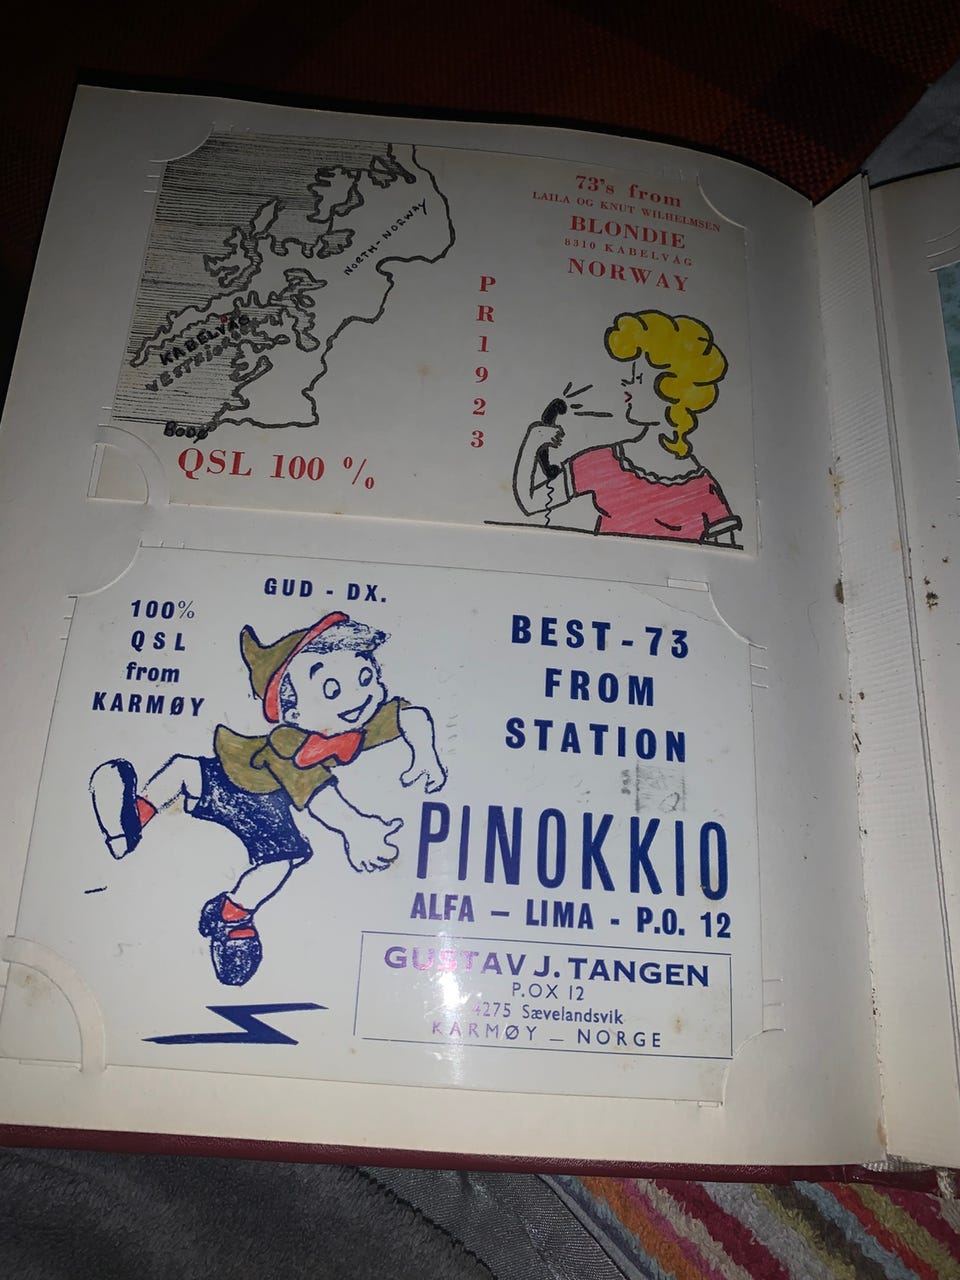 NORTH - NORWAY
KABELVÅG
VESTFJORDEN
BODØ
QSL 100 %
PR1923
73's from
LAILA OG KNUT WILHELMSEN
BLONDIE
8310 KABELVÅG
NORWAY
GUD - DX.
100%
QSL
from
KARMØY
BEST - 73
FROM
STATION
PINOKKIO
ALFA – LIMA - P.O. 12
GUSTAV J. TANGEN
P.OX 12
4275 Sævelandsvik
KARMØY — NORGE